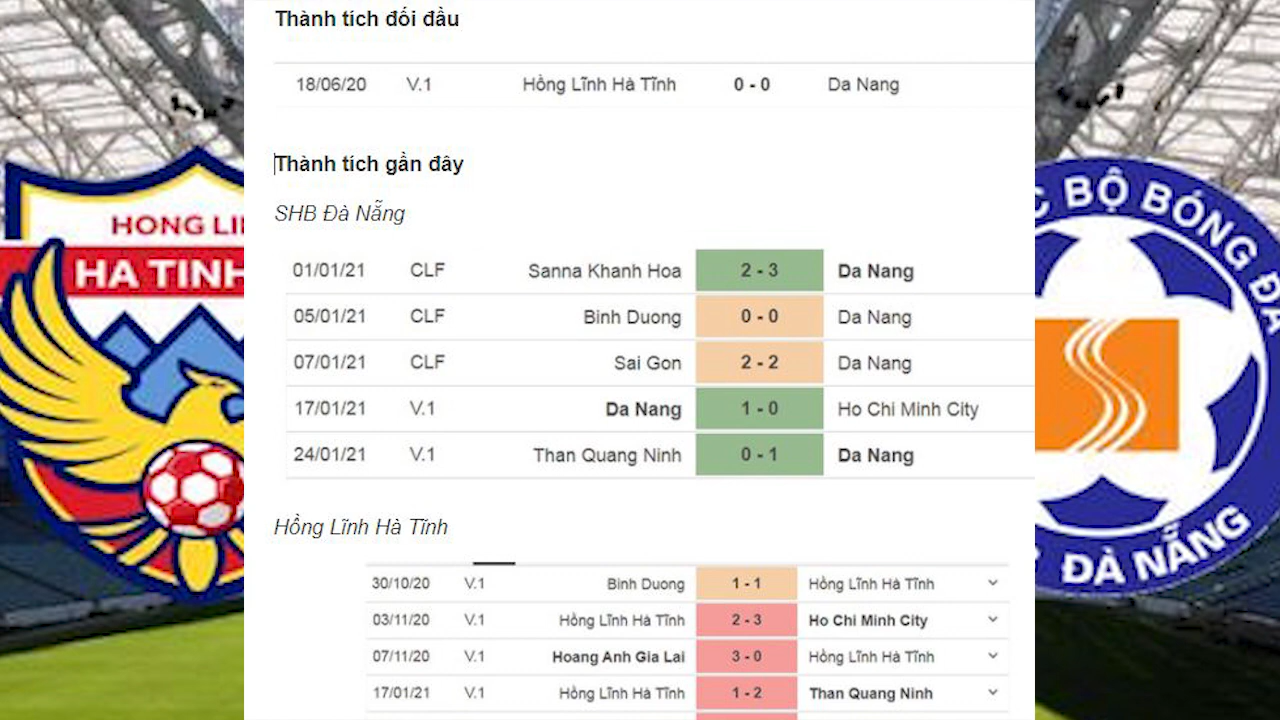 Thành tích đối đầu
18/06/20 V.1 Hồng Lĩnh Hà Tĩnh 0 - 0 Da Nang
Thành tích gần đây
SHB Đà Nẵng
01/01/21 CLF Sanna Khanh Hoa 2 - 3 Da Nang
05/01/21 CLF Binh Duong 0 - 0 Da Nang
07/01/21 CLF Sai Gon 2 - 2 Da Nang
17/01/21 V.1 Da Nang 1 - 0 Ho Chi Minh City
24/01/21 V.1 Than Quang Ninh 0 - 1 Da Nang
Hồng Lĩnh Hà Tĩnh
30/10/20 V.1 Binh Duong 1 - 1 Hồng Lĩnh Hà Tĩnh
03/11/20 V.1 Hồng Lĩnh Hà Tĩnh 2 - 3 Ho Chi Minh City
07/11/20 V.1 Hoang Anh Gia Lai 3 - 0 Hồng Lĩnh Hà Tĩnh
17/01/21 V.1 Hồng Lĩnh Hà Tĩnh 1 - 2 Than Quang Ninh
HONG LI
HA TINH
C BỘ BÓNG ĐÁ
ĐÀ NẴNG